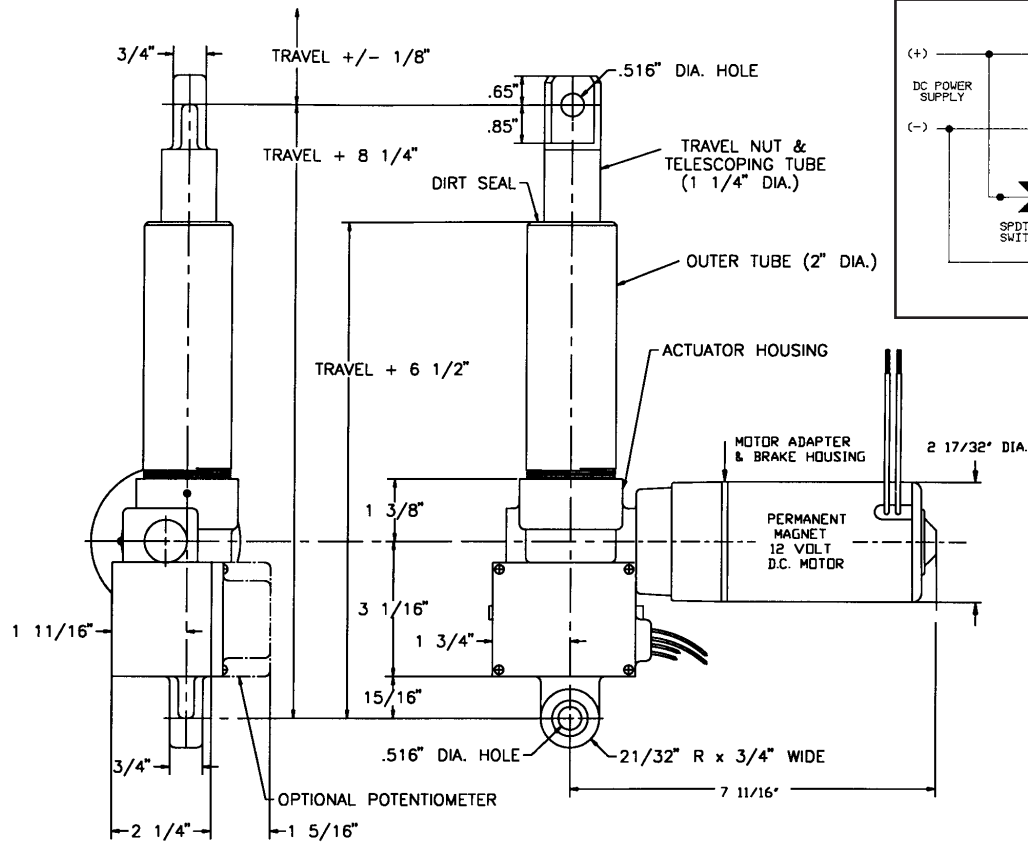 3/4"
TRAVEL +/- 1/8"
.516" DIA. HOLE
.65"
.85"
(+)
DC POWER
SUPPLY
(-)
TRAVEL + 8 1/4"
TRAVEL NUT &
TELESCOPING TUBE
(1 1/4" DIA.)
DIRT SEAL
SPDT
OUTER TUBE (2" DIA.)
ACTUATOR HOUSING
TRAVEL + 6 1/2"
MOTOR ADAPTER
& BRAKE HOUSING
2 17/32" DIA.
1 3/8"
PERMANENT
MAGNET
12 VOLT
D.C. MOTOR
3 1/16"
1 11/16"
1 3/4"
15/16"
.516" DIA. HOLE
21/32" R x 3/4" WIDE
3/4"
7 11/16"
OPTIONAL POTENTIOMETER
2 1/4"
1 5/16"